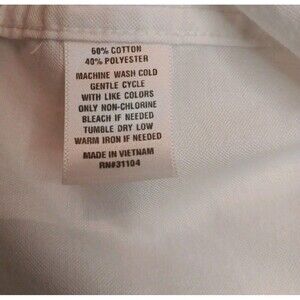 60% COTTON
40% POLYESTER
MACHINE WASH COLD
GENTLE CYCLE
WITH LIKE COLORS
ONLY NON-CHLORINE
BLEACH IF NEEDED
TUMBLE DRY LOW
WARM IRON IF NEEDED
MADE IN VIETNAM
RN#31104